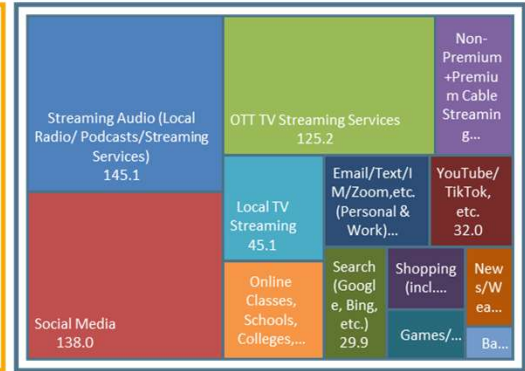 Streaming Audio (Local
Radio/ Podcasts/Streaming
Services)
145.1
OTT TV Streaming Services
125.2
Non-
Premium
+Premiu
m Cable
Streamin
g...
Social Media
138.0
Local TV
Streaming
45.1
Email/Text/I
M/Zoom,etc.
(Personal &
Work)...
YouTube/
TikTok,
etc.
32.0
Online
Classes,
Schools,
Colleges,...
Search
(Googl
e, Bing,
etc.)
29.9
Shopping
(incl....
New
s/We
ea...
Games/...
Ba...